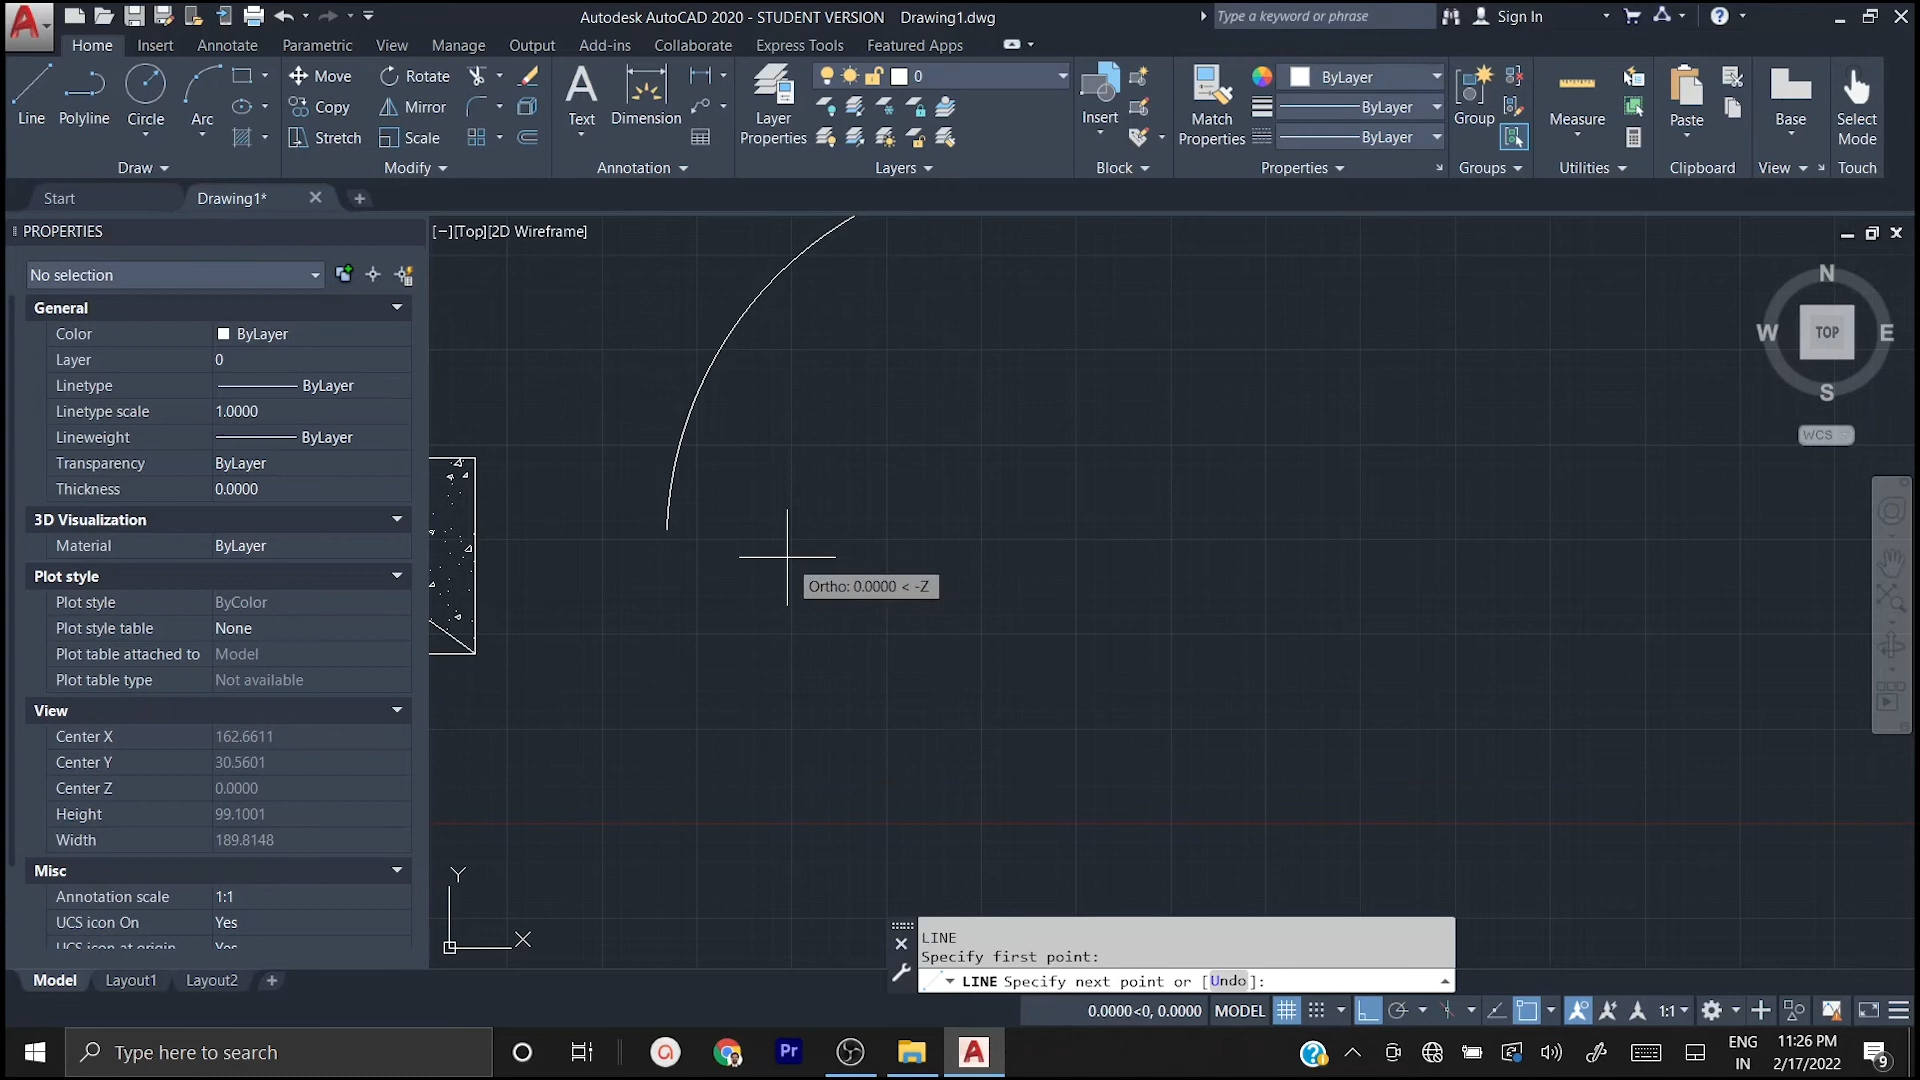 Autodesk AutoCAD 2020 - STUDENT VERSION Drawing1.dwg
Type a keyword or phrase
Sign In
Home Insert Annotate Parametric View Manage Output Add-ins Collaborate Express Tools Featured Apps
Line Polyline Circle Arc
Move Rotate
Copy Mirror
Stretch Scale
Text Dimension
Layer Properties
0
Insert
Match Properties
ByLayer
ByLayer
ByLayer
Group
Measure
Paste
Base
Select Mode
Draw Modify Annotation Layers Block Properties Groups Utilities Clipboard View Touch
Start Drawing1*
PROPERTIES
[−][Top][2D Wireframe]
No selection
General
Color ByLayer
Layer 0
Linetype ByLayer
Linetype scale 1.0000
Lineweight ByLayer
Transparency ByLayer
Thickness 0.0000
3D Visualization
Material ByLayer
Plot style
Plot style ByColor
Plot style table None
Plot table attached to Model
Plot table type Not available
View
Center X 162.6611
Center Y 30.5601
Center Z 0.0000
Height 99.1001
Width 189.8148
Misc
Annotation scale 1:1
UCS icon On Yes
UCS icon at origin Yes
N
W TOP E
S
WCS
Ortho: 0.0000 < -Z
Y
X
LINE
Specify first point:
LINE Specify next point or [Undo]:
Model Layout1 Layout2
0.0000<0, 0.0000 MODEL 1:1
Type here to search
Pr
ENG
IN
11:26 PM
2/17/2022
9